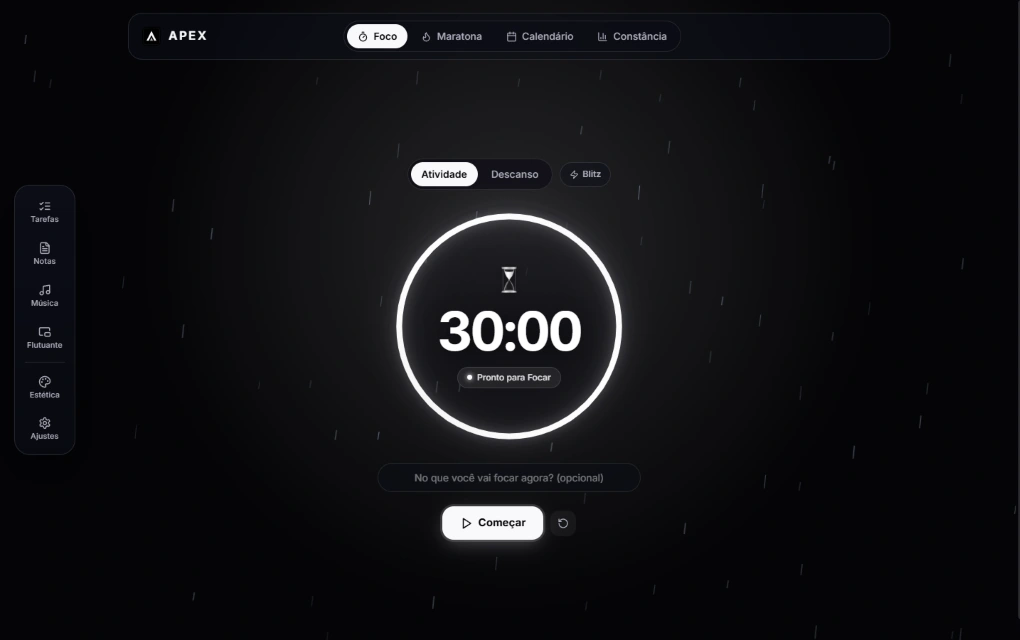 APEX
Foco
Maratona
Calendário
Constância
Atividade
Descanso
Blitz
Tarefas
Notas
Música
Flutuante
Estética
Ajustes
30:00
Pronto para Focar
No que você vai focar agora? (opcional)
Começar